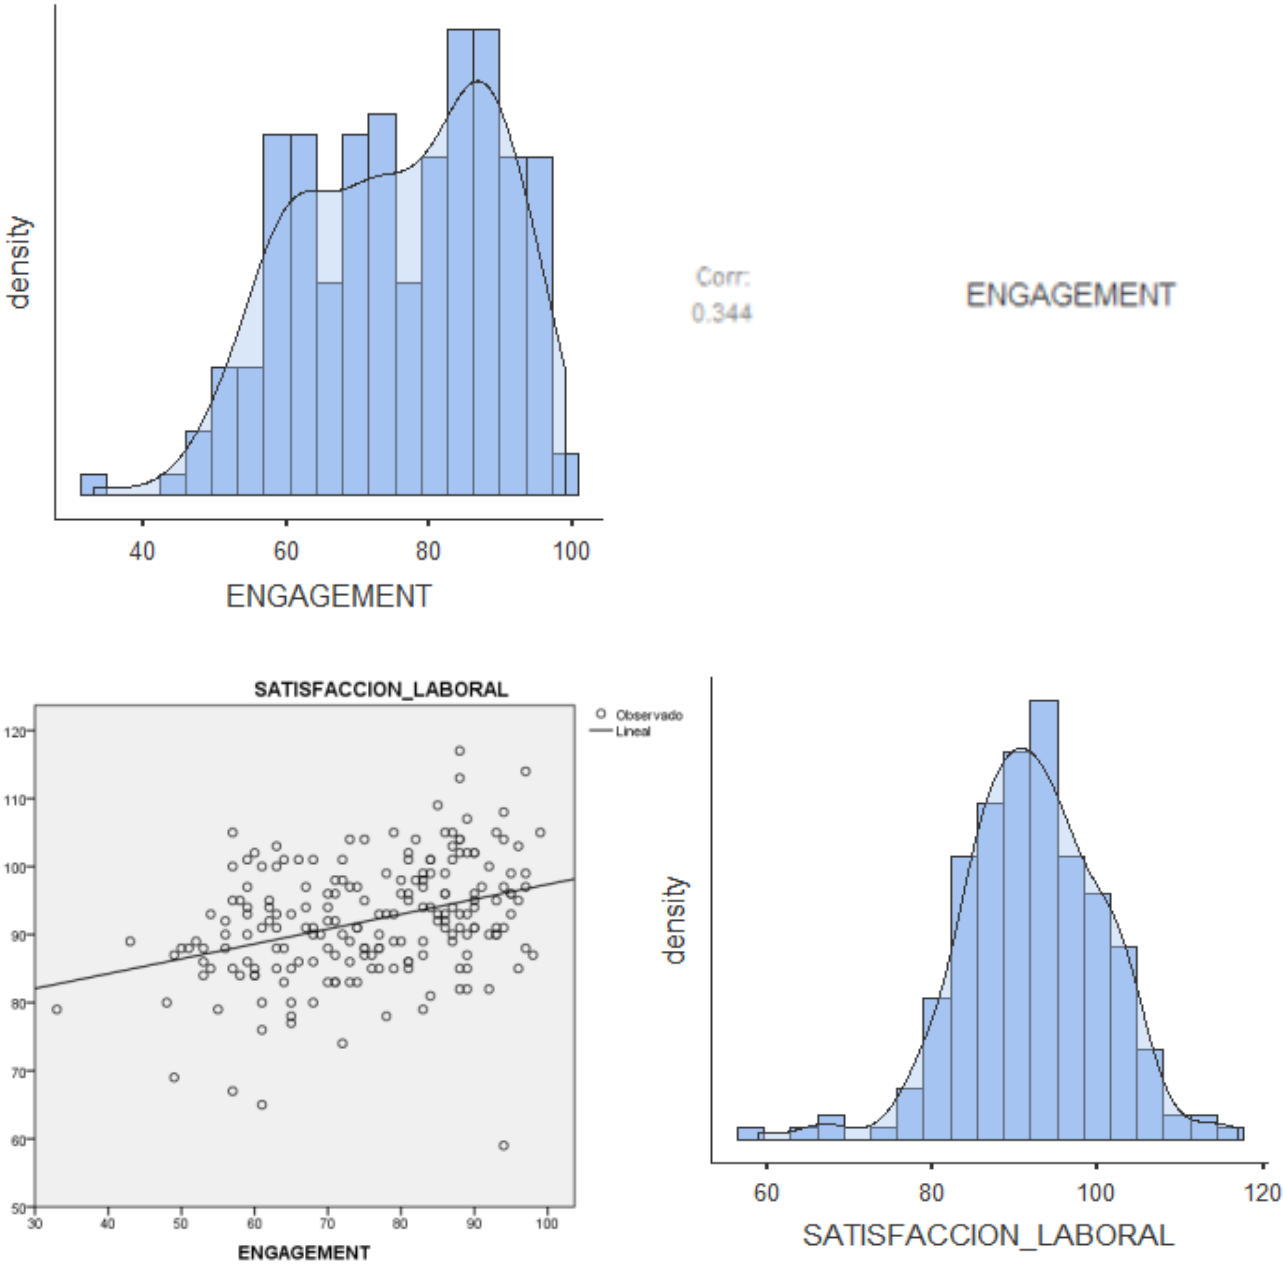 density
40 60 80 100
ENGAGEMENT
Corr:
0.344
ENGAGEMENT
SATISFACCION_LABORAL
Observado
Lineal
120
110
100
90
80
70
60
50
30 40 50 60 70 80 90 100
ENGAGEMENT
density
60 80 100 120
SATISFACCION_LABORAL